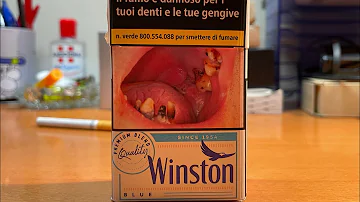 il fumo è dannoso per i
tuoi denti e le tue gengive
n. verde 800.554.088 per smettere di fumare
PREMIUM BLEND
Quality
SINCE 1954
Winston
BLUE